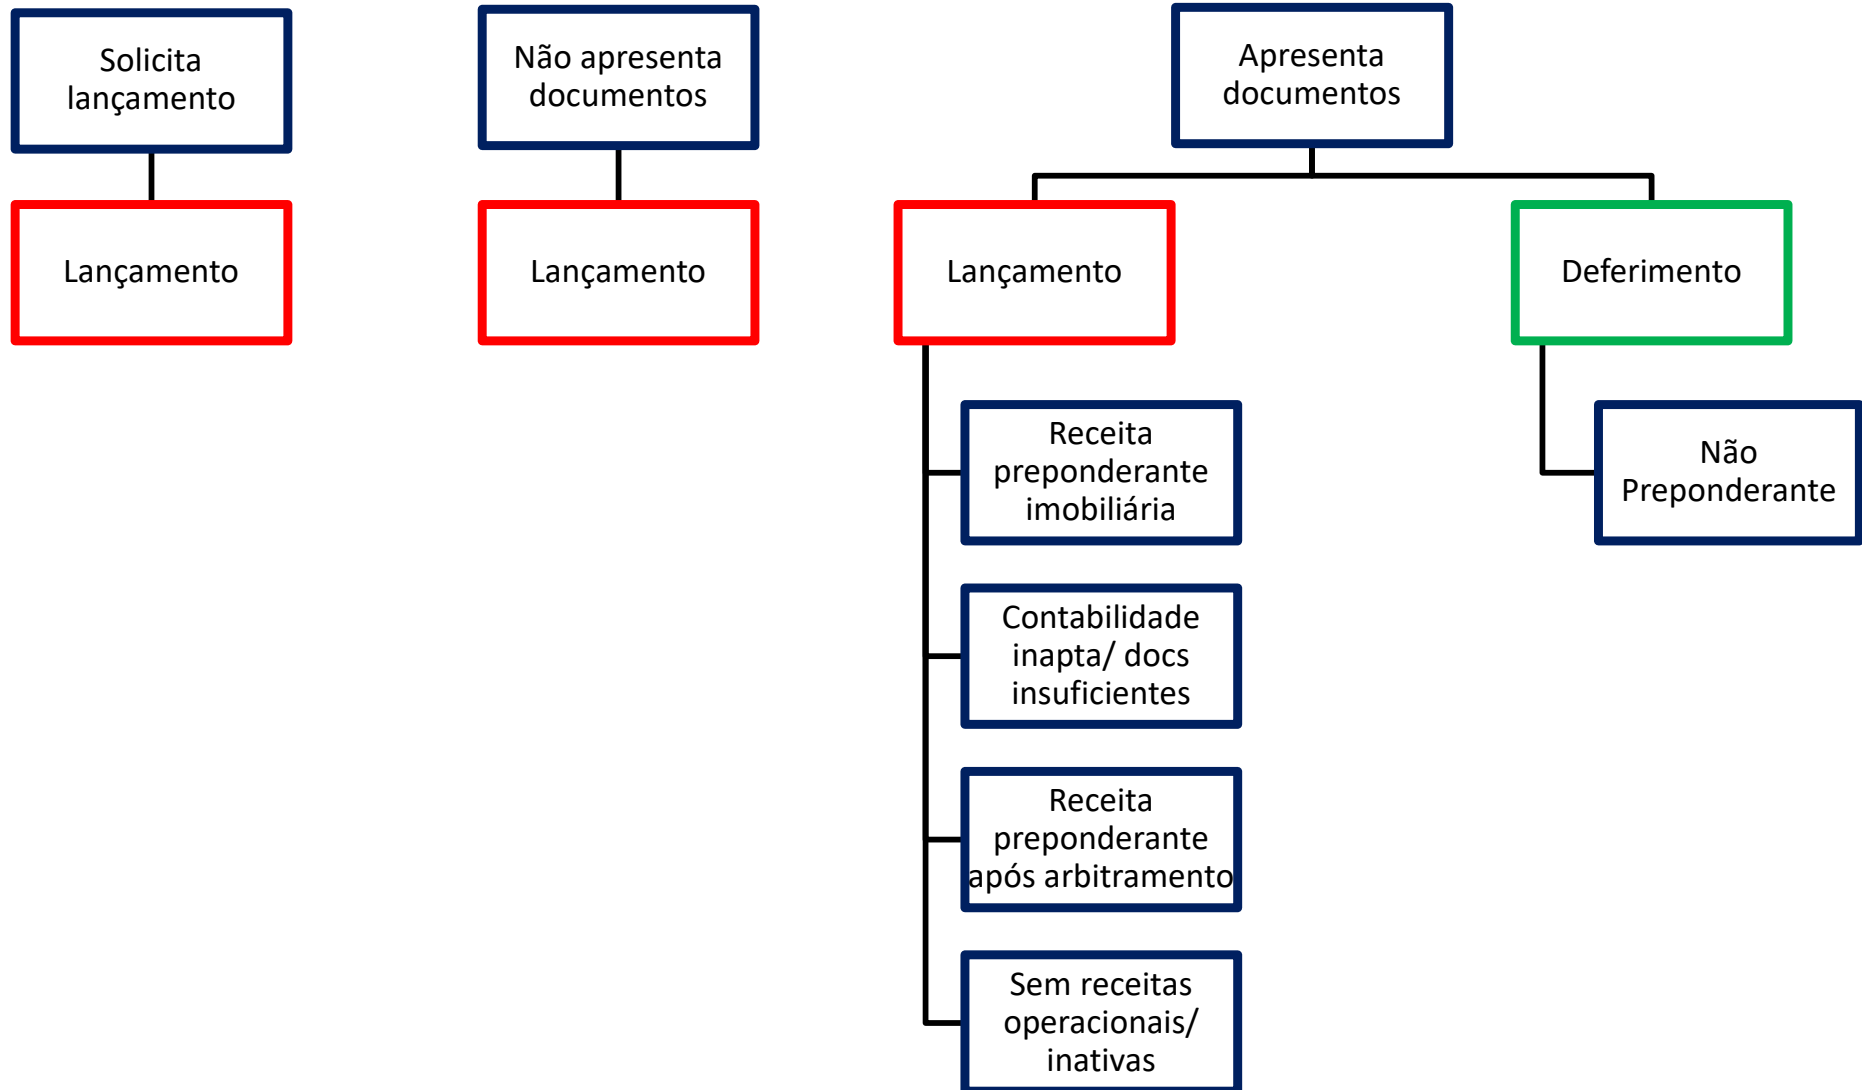 Solicita
lançamento
Não apresenta
documentos
Apresenta
documentos
Lançamento
Lançamento
Lançamento
Deferimento
Receita
preponderante
imobiliária
Não
Preponderante
Contabilidade
inapta/ docs
insuficientes
Receita
preponderante
após arbitramento
Sem receitas
operacionais/
inativas